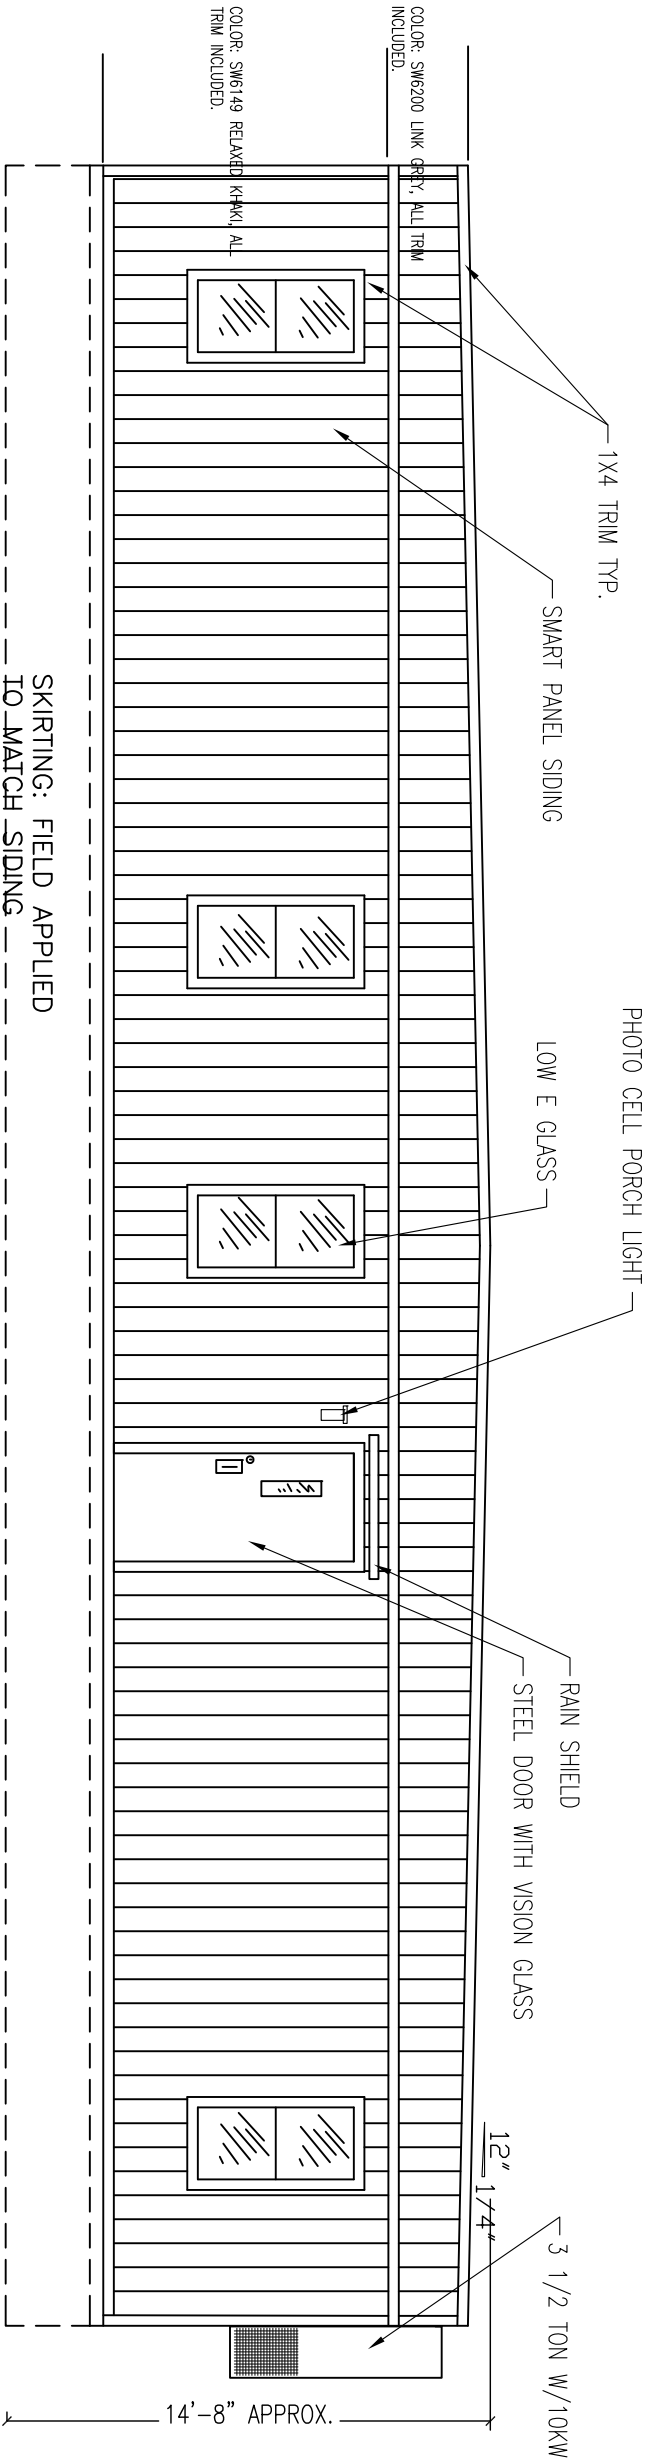 COLOR: SW6200 LINK GREY, ALL TRIM
INCLUDED.
COLOR: SW6149 RELAXED KHAKI, ALL
TRIM INCLUDED.
1X4 TRIM TYP.
SMART PANEL SIDING
PHOTO CELL PORCH LIGHT
LOW E GLASS
RAIN SHIELD
STEEL DOOR WITH VISION GLASS
12"
1/4"
3 1/2 TON W/10KW
14'-8" APPROX.
SKIRTING: FIELD APPLIED
TO MATCH SIDING